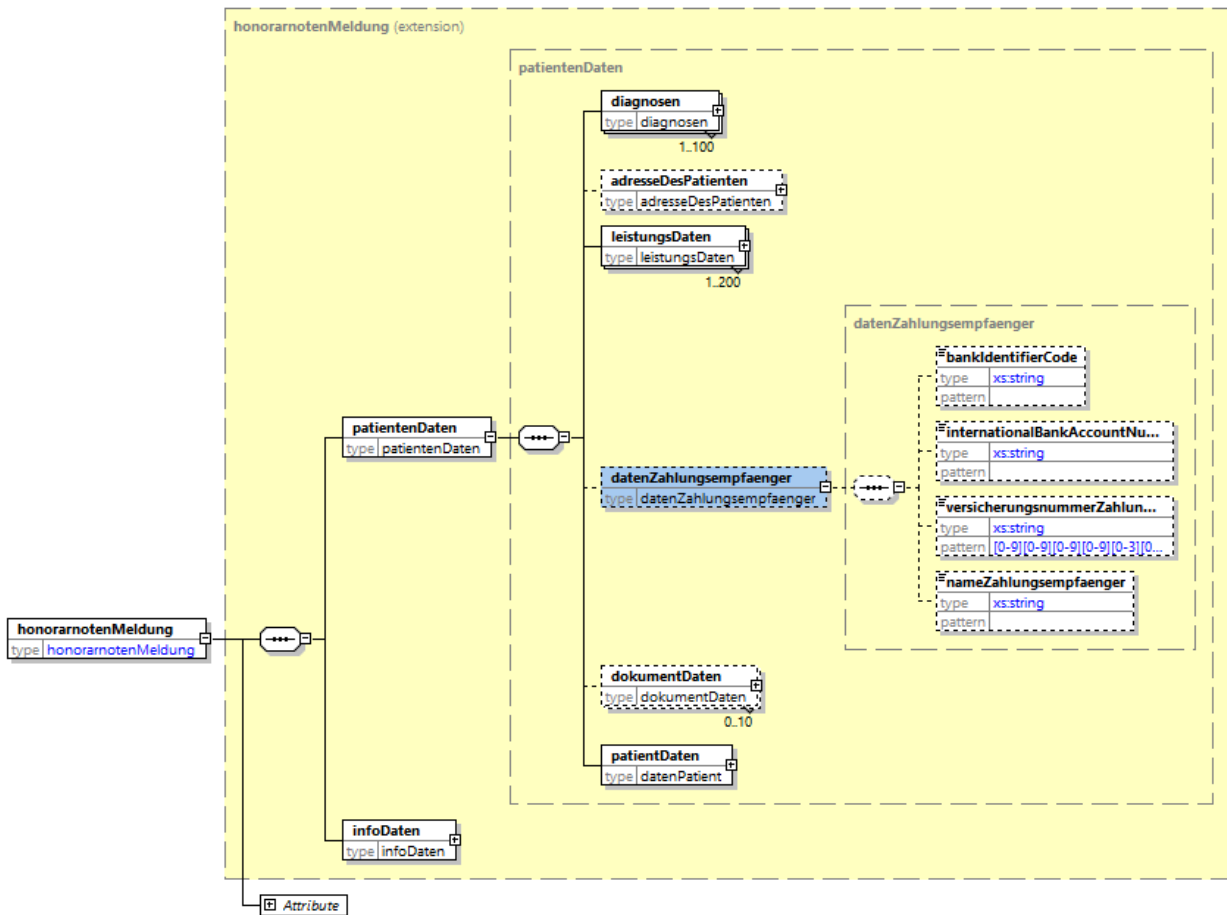 honorarnotenMeldung (extension)
patientenDaten
diagnosen
type diagnosen
1..100
adresseDesPatienten
type adresseDesPatienten
leistungsDaten
type leistungsDaten
1..200
datenZahlungsempfaenger
bankIdentifierCode
type xs:string
pattern
patientenDaten
type patientenDaten
internationalBankAccountNu...
type xs:string
pattern
datenZahlungsempfaenger
type datenZahlungsempfaenger
versicherungsnummerZahlun...
type xs:string
pattern [0-9][0-9][0-9][0-9][0-3][0...
nameZahlungsempfaenger
type xs:string
pattern
honorarnotenMeldung
type honorarnotenMeldung
dokumentDaten
type dokumentDaten
0..10
patientDaten
type datenPatient
infoDaten
type infoDaten
Attribute